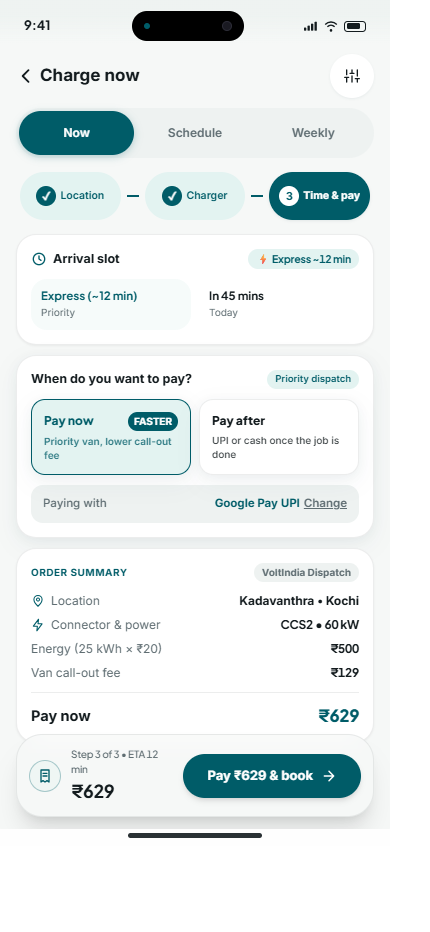 9:41
Charge now
Now Schedule Weekly
Location Charger 3 Time & pay
Arrival slot Express ~12 min
Express (~12 min) In 45 mins
Priority Today
When do you want to pay? Priority dispatch
Pay now FASTER Pay after
Priority van, lower call-out UPI or cash once the job is
fee done
Paying with Google Pay UPI Change
ORDER SUMMARY VoltIndia Dispatch
Location Kadavanthra • Kochi
Connector & power CCS2 • 60 kW
Energy (25 kWh × ₹20) ₹500
Van call-out fee ₹129
Pay now ₹629
Step 3 of 3 • ETA 12
min
₹629
Pay ₹629 & book →